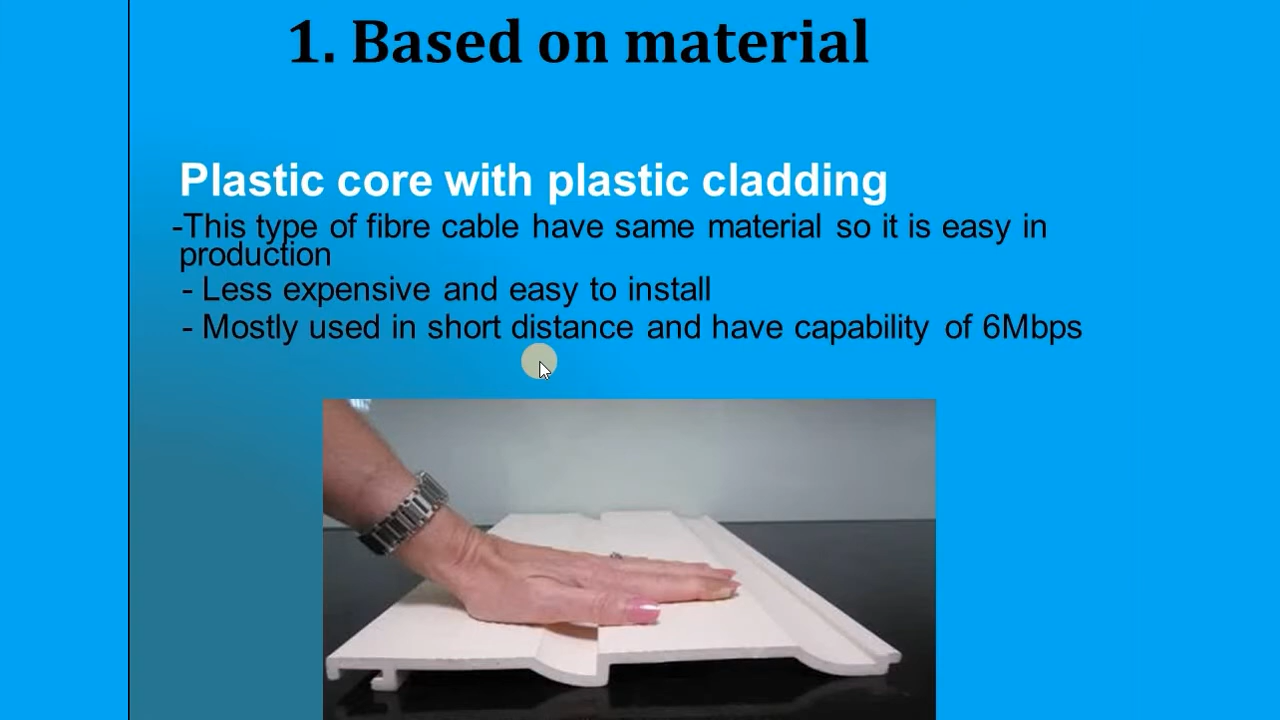 1. Based on material
Plastic core with plastic cladding
-This type of fibre cable have same material so it is easy in
production
- Less expensive and easy to install
- Mostly used in short distance and have capability of 6Mbps